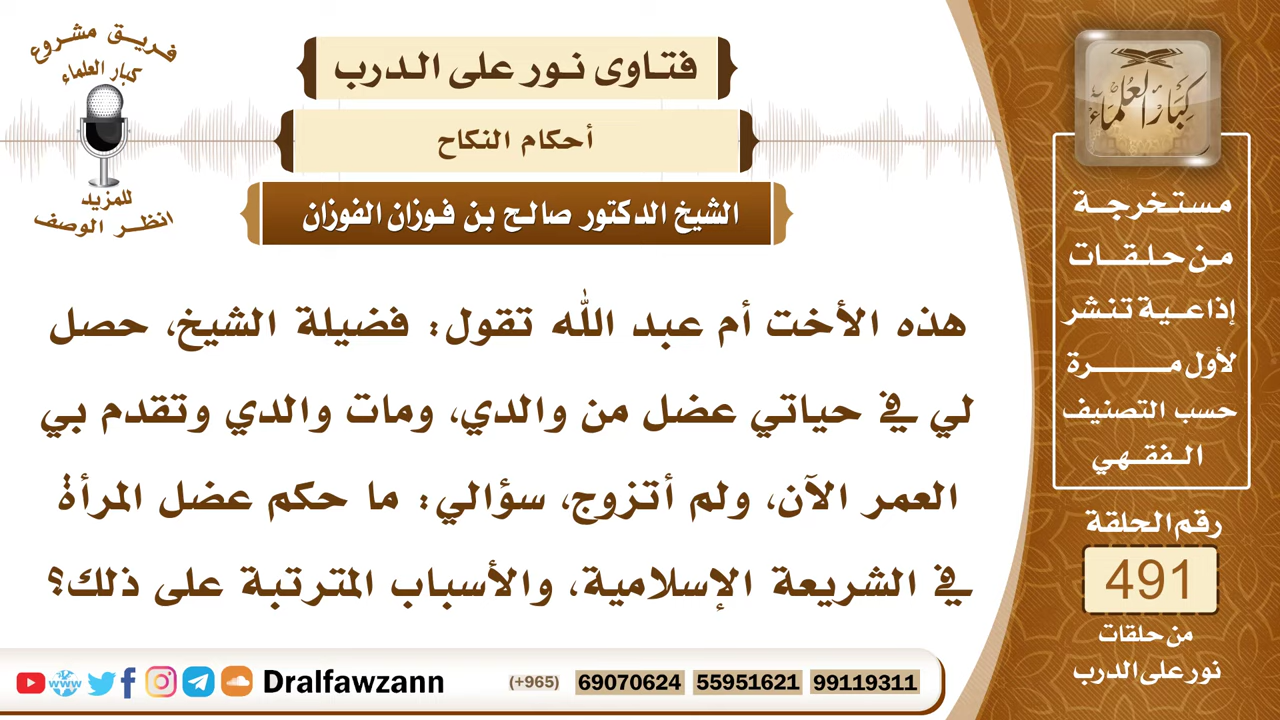 فريق مشروع
كبار العلماء
للمزيد
انظر الوصف
فتاوى نور على الدرب
أحكام النكاح
الشيخ الدكتور صالح بن فوزان الفوزان
هذه الأخت أم عبد الله تقول: فضيلة الشيخ، حصل
لي في حياتي عضل من والدي، ومات والدي وتقدم بي
العمر الآن، ولم أتزوج، سؤالي: ما حكم عضل المرأة
في الشريعة الإسلامية، والأسباب المترتبة على ذلك؟
كبار العلماء
مستخرجة
من حلقات
إذاعية تنشر
لأول مرة
حسب التصنيف
الفقهي
رقم الحلقة
491
من حلقات
نور على الدرب
www Dralfawzann (+965) 69070624 55951621 99119311